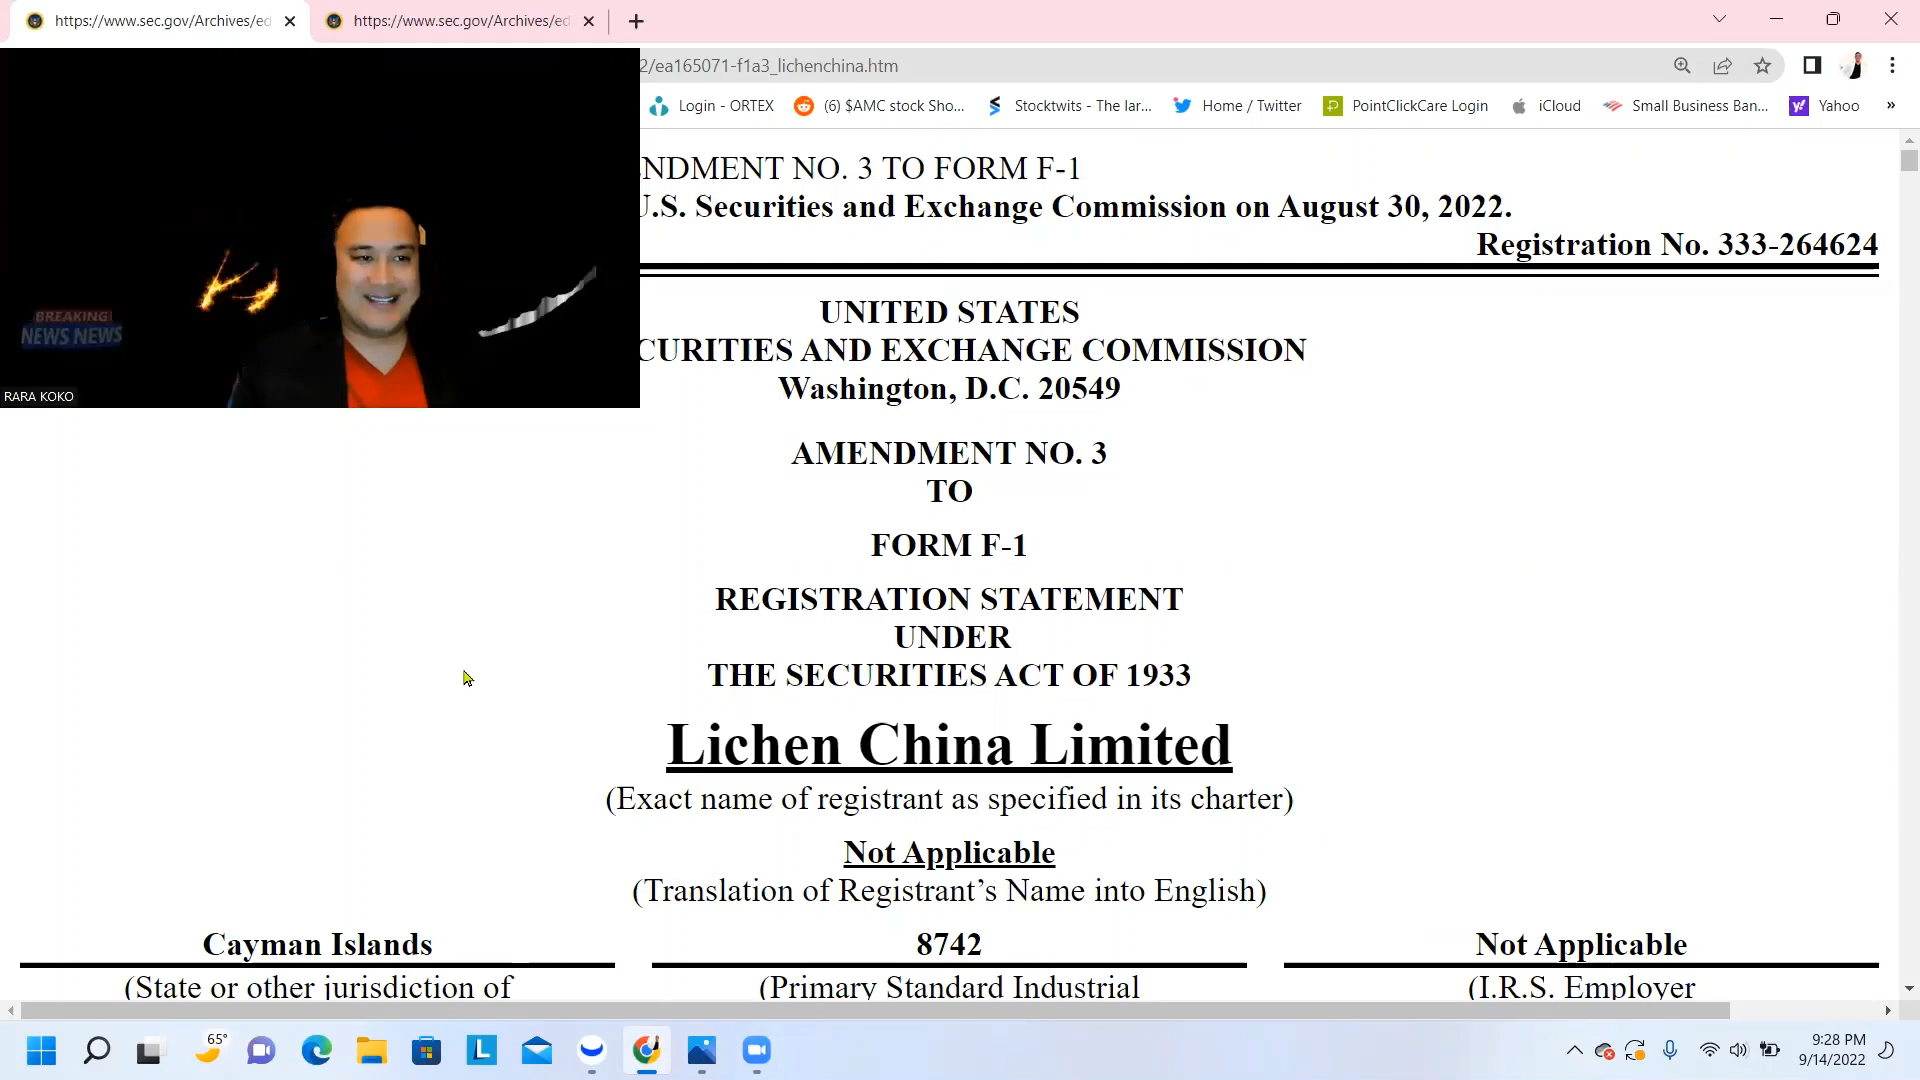 https://www.sec.gov/Archives/ed
https://www.sec.gov/Archives/ed
2/ea165071-f1a3_lichenchina.htm
Login - ORTEX
(6) $AMC stock Sho...
Stocktwits - The lar...
Home / Twitter
PointClickCare Login
iCloud
Small Business Ban...
Yahoo
»
NDMENT NO. 3 TO FORM F-1
U.S. Securities and Exchange Commission on August 30, 2022.
Registration No. 333-264624
BREAKING
NEWS NEWS
RARA KOKO
UNITED STATES
CURITIES AND EXCHANGE COMMISSION
Washington, D.C. 20549
AMENDMENT NO. 3
TO
FORM F-1
REGISTRATION STATEMENT
UNDER
THE SECURITIES ACT OF 1933
Lichen China Limited
(Exact name of registrant as specified in its charter)
Not Applicable
(Translation of Registrant’s Name into English)
Cayman Islands
8742
Not Applicable
(State or other jurisdiction of
(Primary Standard Industrial
(I.R.S. Employer
65°
9:28 PM
9/14/2022